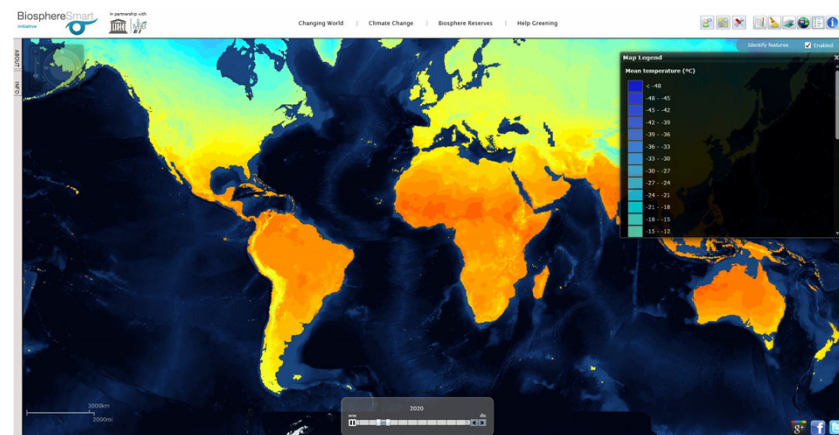 BiosphereSmart
initiative
in partnership with
Changing World | Climate Change | Biosphere Reserves | Help Greening
Identify features Enabled
ABOUT
INFO
Map Legend
Mean temperature (°C)
< -48
-48 - -45
-45 - -42
-42 - -39
-39 - -36
-36 - -33
-33 - -30
-30 - -27
-27 - -24
-24 - -21
-21 - -18
-18 - -15
-15 - -12
3000km
2000mi
2020